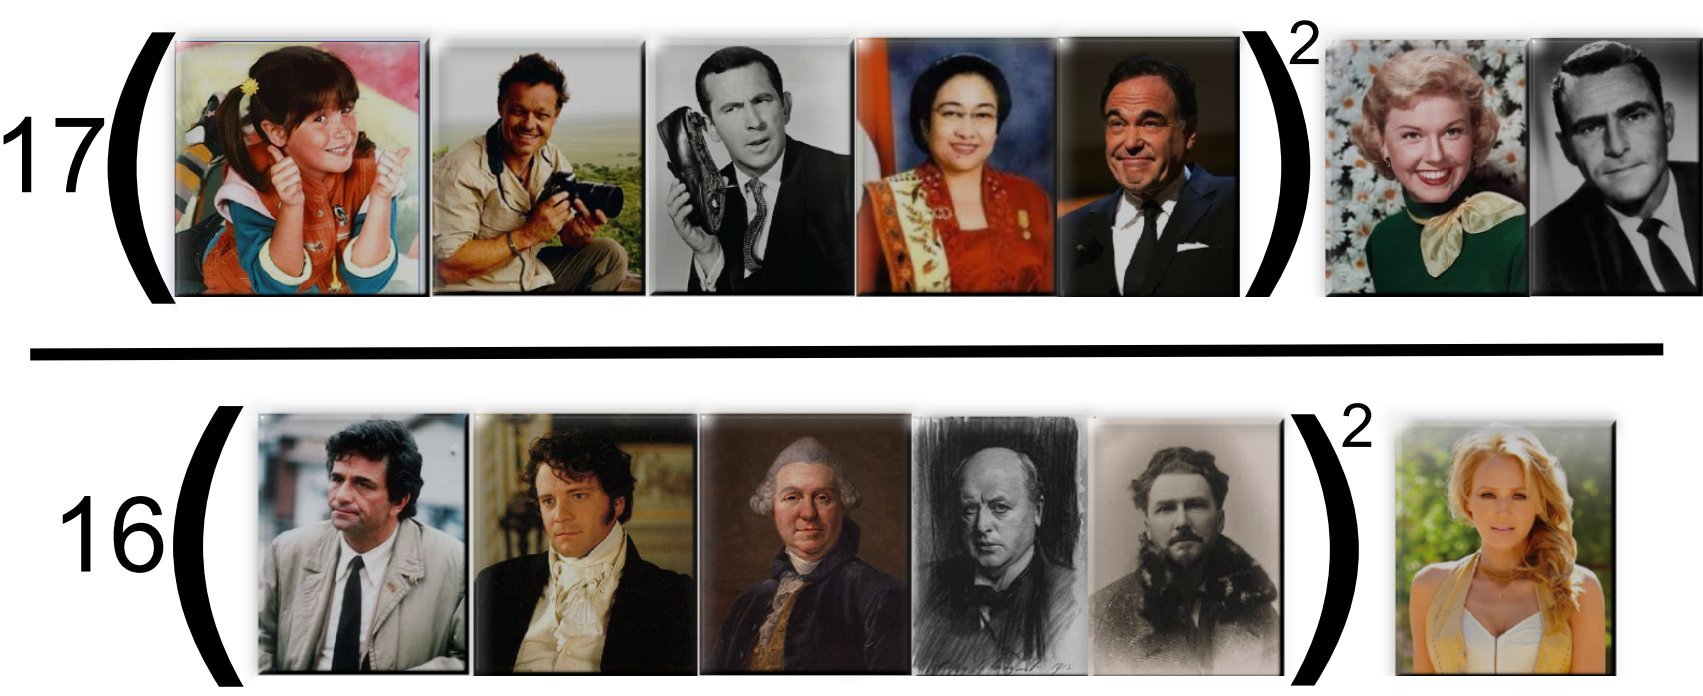 17( )²
16( )²